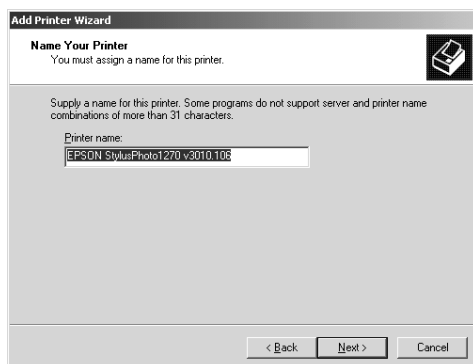 Add Printer Wizard
Name Your Printer
You must assign a name for this printer.
Supply a name for this printer. Some programs do not support server and printer name
combinations of more than 31 characters.
Printer name:
EPSON StylusPhoto1270 v3010.106
< Back
Next >
Cancel